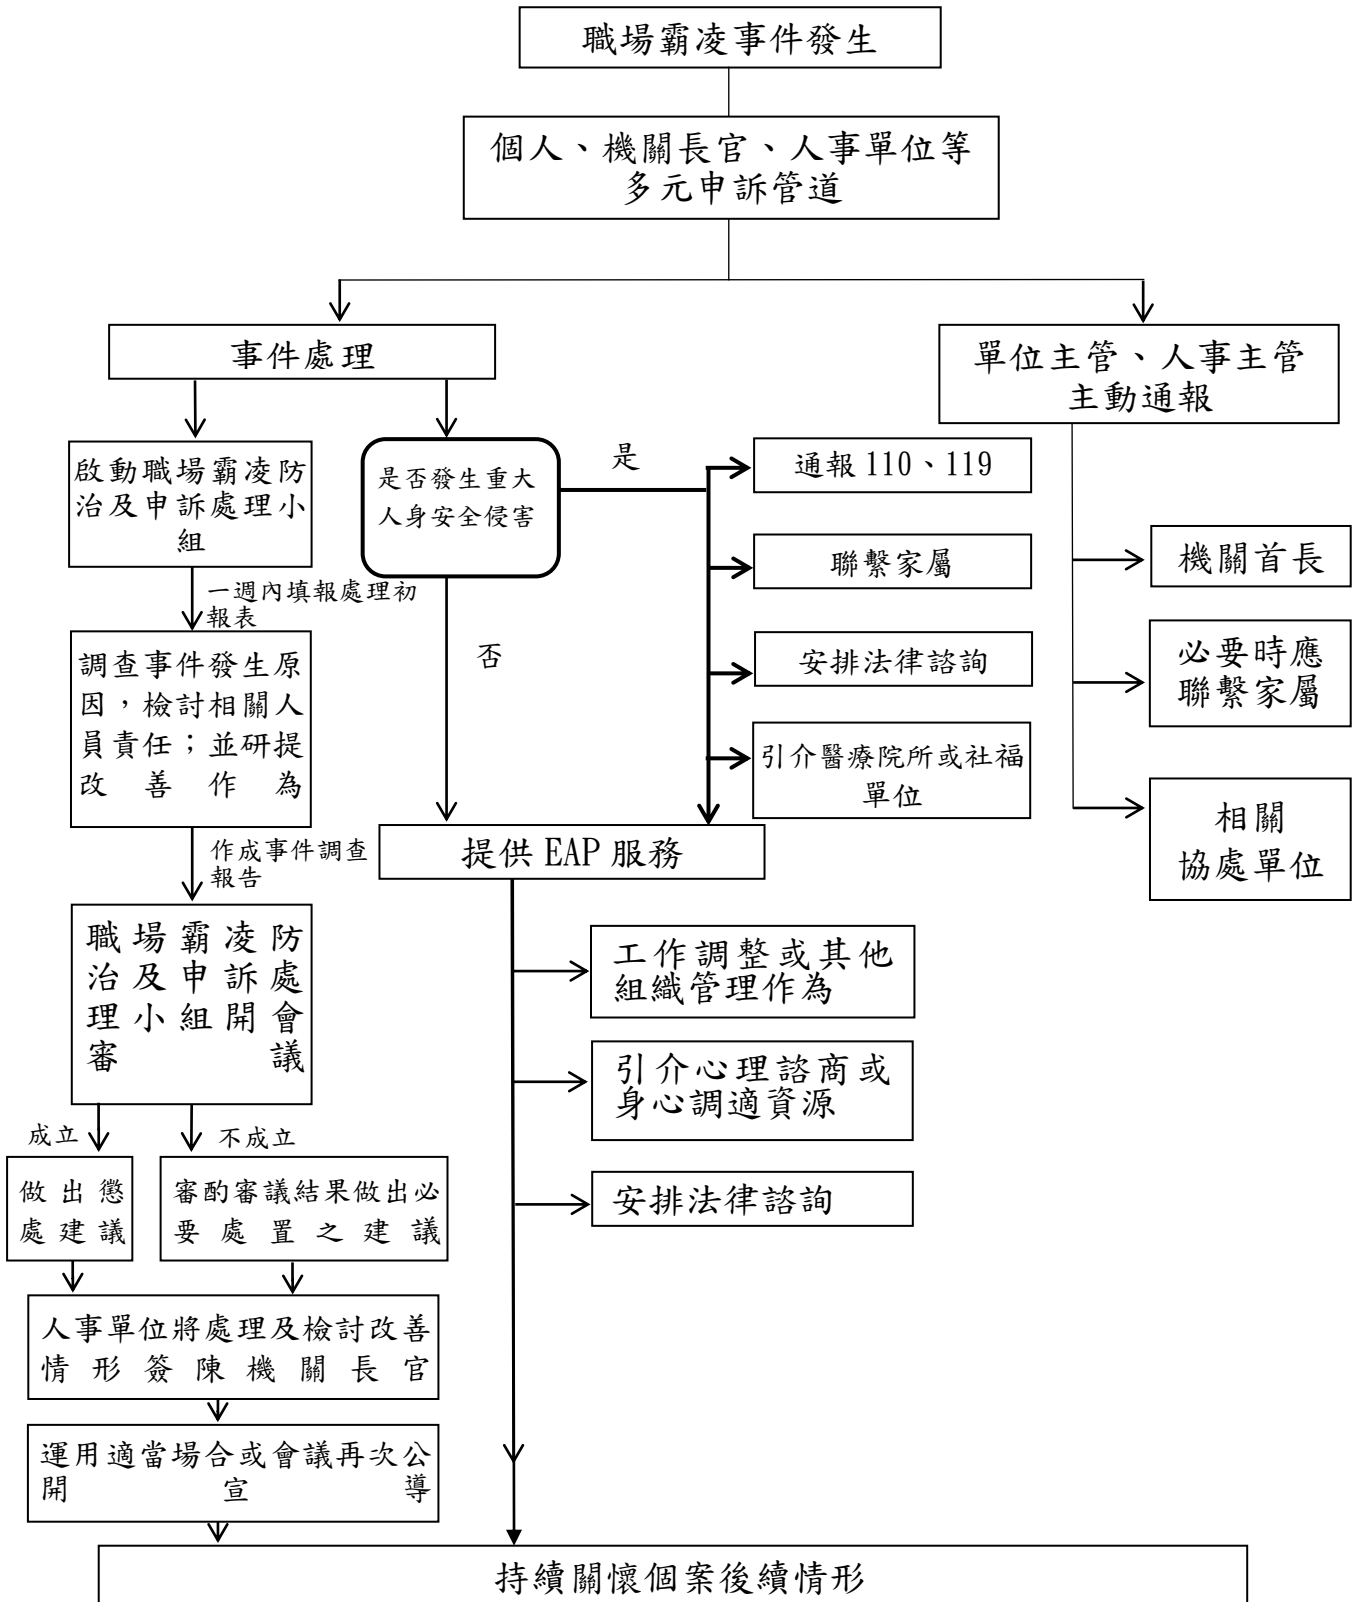 職場霸凌事件發生
個人、機關長官、人事單位等
多元申訴管道
事件處理
單位主管、人事主管
主動通報
啟動職場霸凌防
治及申訴處理小
組
是否發生重大
人身安全侵害
是
通報 110、119
聯繫家屬
安排法律諮詢
引介醫療院所或社福
單位
機關首長
必要時應
聯繫家屬
相關
協處單位
一週內填報處理初
報表
否
調查事件發生原
因，檢討相關人
員責任；並研提
改善作為
作成事件調查
報告
提供 EAP 服務
職場霸凌防
治及申訴處
理小組開會
審議
工作調整或其他
組織管理作為
引介心理諮商或
身心調適資源
安排法律諮詢
成立
不成立
做出懲
處建議
審酌審議結果做出必
要處置之建議
人事單位將處理及檢討改善
情形簽陳機關長官
運用適當場合或會議再次公
開宣導
持續關懷個案後續情形